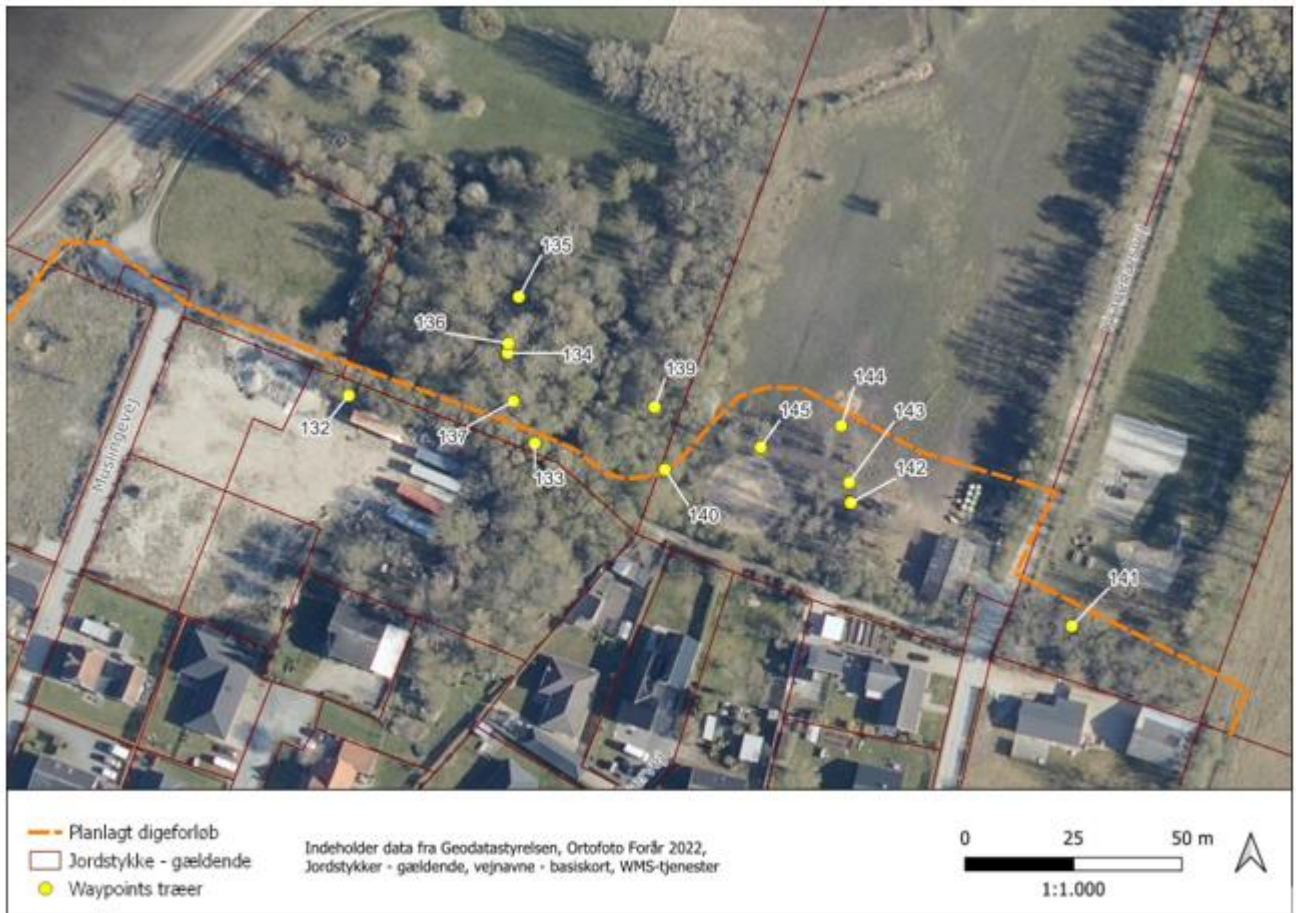 135
136
134
139
144
143
132
145
137
142
133
140
Muslingevej
141
Planlagt digeforløb
Jordstykke - gældende
Waypoints træer
Indeholder data fra Geodatastyrelsen, Ortofoto Forår 2022,
Jordstykker - gældende, vejnavne - basiskort, WMS-tjenester
0 25 50 m
1:1.000